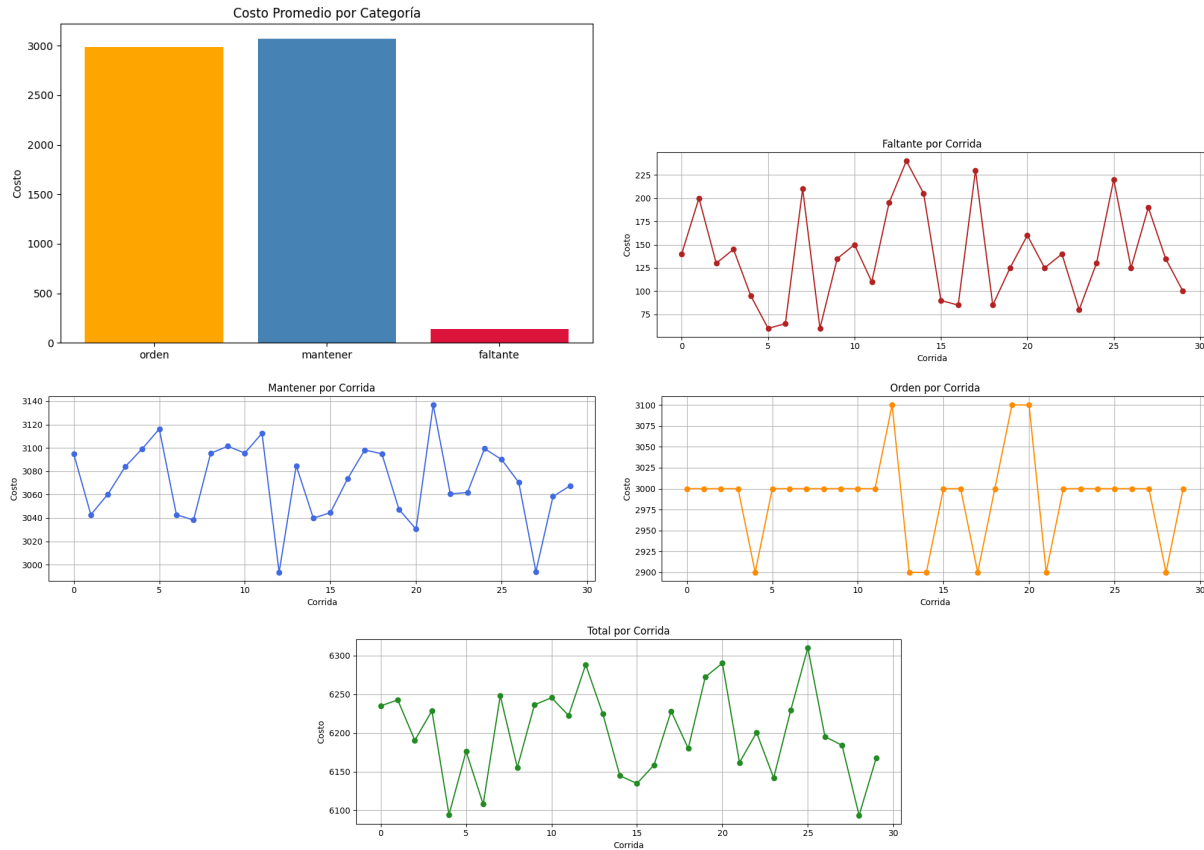 Costo Promedio por Categoría
Costo
3000
2500
2000
1500
1000
500
0
orden
mantener
faltante
Faltante por Corrida
Costo
225
200
175
150
125
100
75
0 5 10 15 20 25 30
Corrida
Mantener por Corrida
Costo
3140
3120
3100
3080
3060
3040
3020
3000
0 5 10 15 20 25 30
Corrida
Orden por Corrida
Costo
3100
3075
3050
3025
3000
2975
2950
2925
2900
0 5 10 15 20 25 30
Corrida
Total por Corrida
Costo
6300
6250
6200
6150
6100
0 5 10 15 20 25 30
Corrida